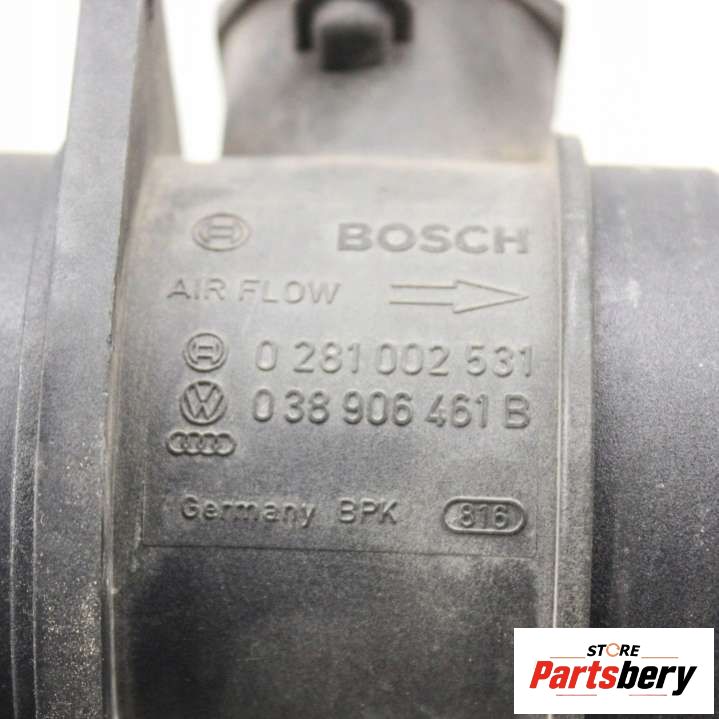 BOSCH
AIR FLOW
0 281 002 531
038 906 461 B
Germany BPK 816
STORE
Partsbery